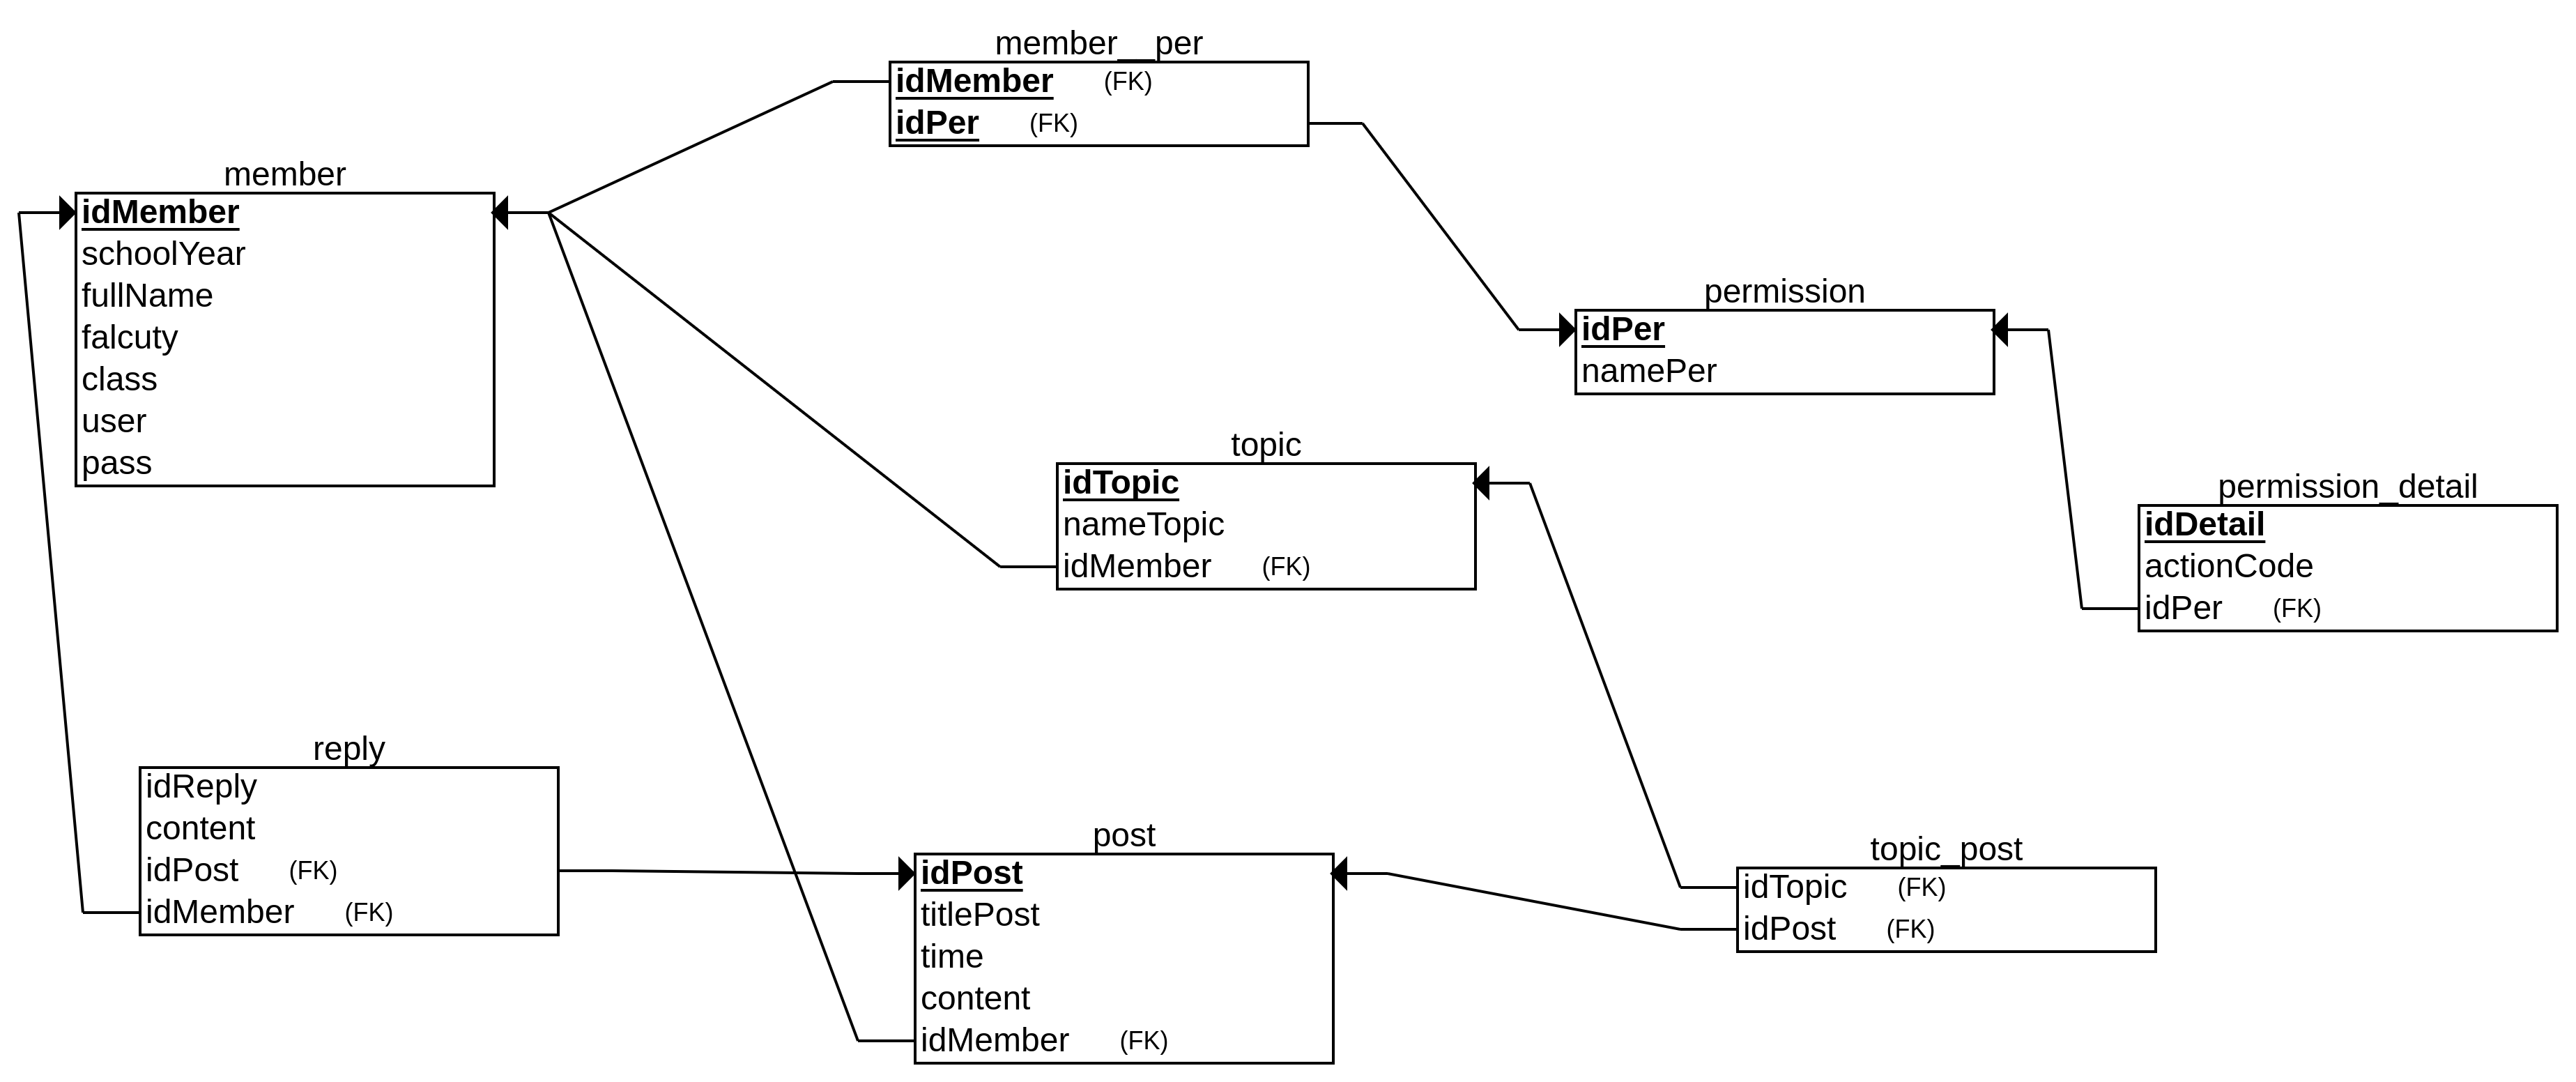 member__per
idMember (FK)
idPer (FK)
member
idMember
schoolYear
fullName
falcuty
class
user
pass
permission
idPer
namePer
topic
idTopic
nameTopic
idMember (FK)
permission_detail
idDetail
actionCode
idPer (FK)
reply
idReply
content
idPost (FK)
idMember (FK)
post
idPost
titlePost
time
content
idMember (FK)
topic_post
idTopic (FK)
idPost (FK)